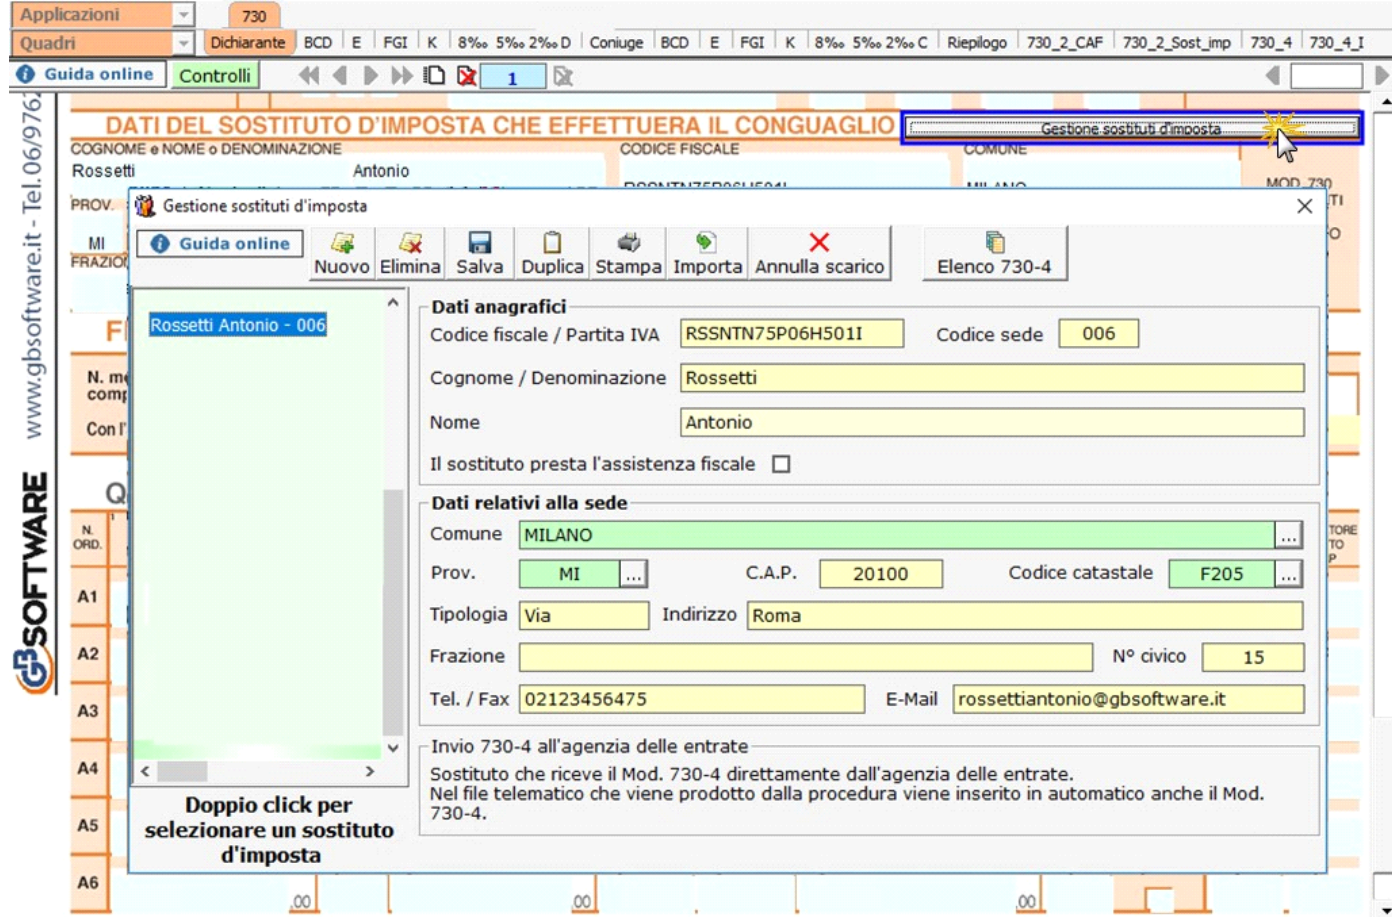 Applicazioni
730
Quadri
Dichiarante BCD E FGI K 8‰ 5‰ 2‰ D Coniuge BCD E FGI K 8‰ 5‰ 2‰ C Riepilogo 730_2_CAF 730_2_Sost_imp 730_4 730_4_I
Guida online Controlli 1
www.gbsoftware.it - Tel. 06/9762
GBSOFTWARE
DATI DEL SOSTITUTO D'IMPOSTA CHE EFFETTUERA IL CONGUAGLIO
Gestione sostituti d'imposta
COGNOME e NOME o DENOMINAZIONE CODICE FISCALE COMUNE
Rossetti Antonio RSSNTN75P06H501I MILANO
MOD. 730
PROV.
MI
Gestione sostituti d'imposta
Guida online
Nuovo Elimina Salva Duplica Stampa Importa Annulla scarico Elenco 730-4
Rossetti Antonio - 006
Dati anagrafici
Codice fiscale / Partita IVA RSSNTN75P06H501I Codice sede 006
Cognome / Denominazione Rossetti
Nome Antonio
Il sostituto presta l'assistenza fiscale
Dati relativi alla sede
Comune MILANO ...
Prov. MI ... C.A.P. 20100 Codice catastale F205 ...
Tipologia Via Indirizzo Roma
Frazione N° civico 15
Tel. / Fax 02123456475 E-Mail rossettiantonio@gbsoftware.it
Invio 730-4 all'agenzia delle entrate
Sostituto che riceve il Mod. 730-4 direttamente dall'agenzia delle entrate.
Nel file telematico che viene prodotto dalla procedura viene inserito in automatico anche il Mod.
730-4.
Doppio click per
selezionare un sostituto
d'imposta
N.
ORD.
A1
A2
A3
A4
A5
A6
,00 ,00 ,00